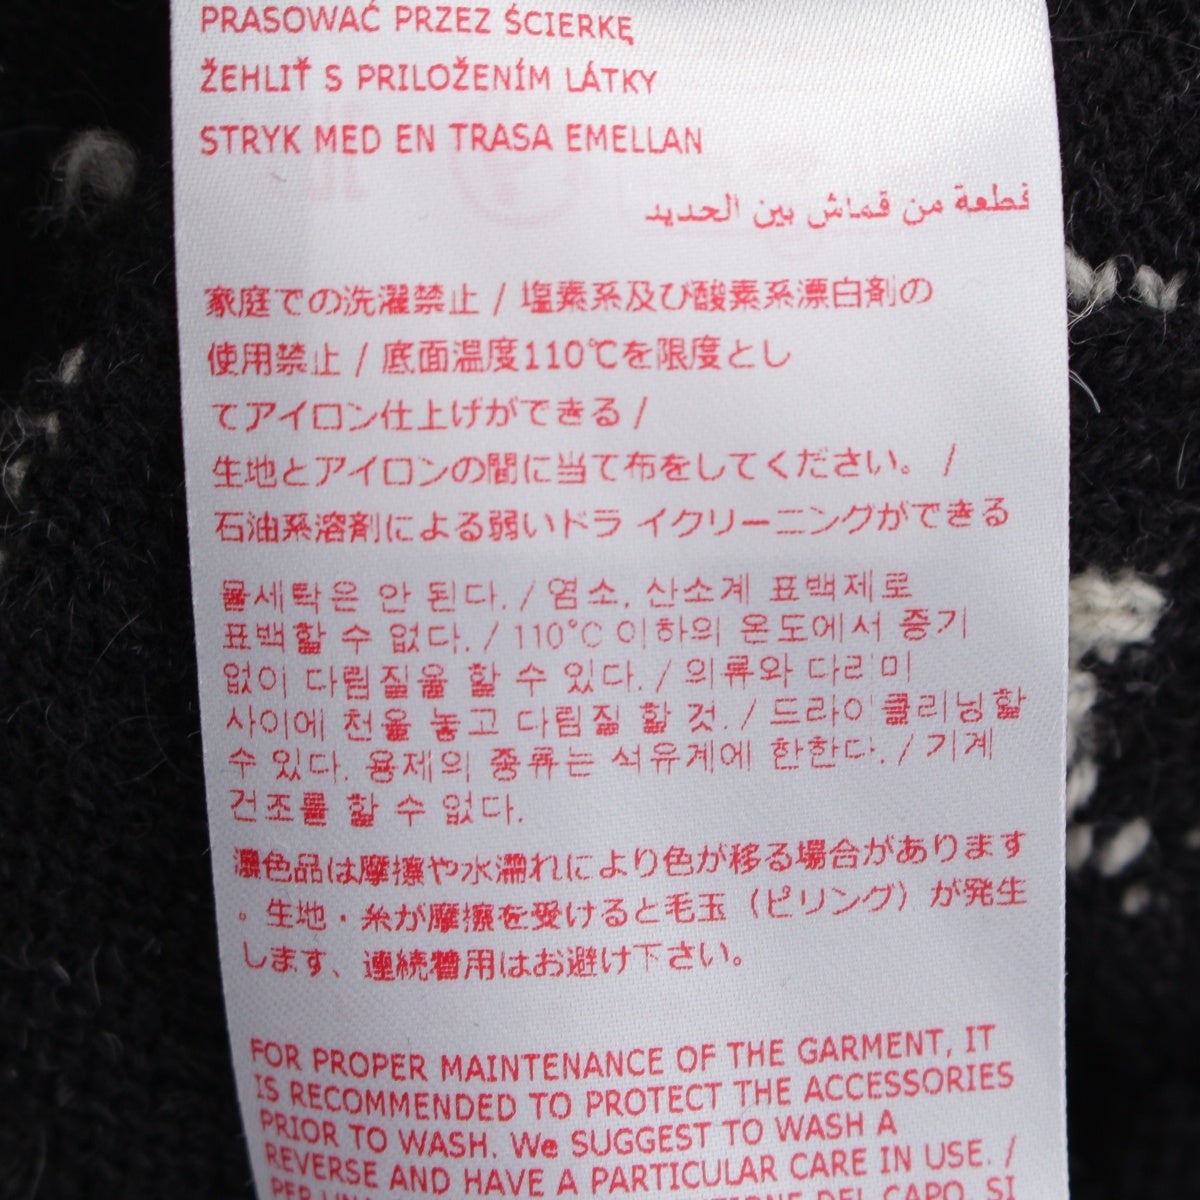 PRASOWAĆ PRZEZ ŚCIERKĘ
ŽEHLIŤ S PRILOŽENÍM LÁTKY
STRYK MED EN TRASA EMELLAN
قطعة من قماش بين الحديد
家庭での洗濯禁止 / 塩素系及び酸素系漂白剤の
使用禁止 / 底面温度110℃を限度とし
てアイロン仕上げができる /
生地とアイロンの間に当て布をしてください。 /
石油系溶剤による弱いドライクリーニングができる
물세탁은 안 된다. / 염소, 산소계 표백제로
표백할 수 없다. / 110°C 이하의 온도에서 증기
없이 다림질을 할 수 있다. / 의류와 다리미
사이에 천을 놓고 다림질 할 것. / 드라이 클리닝할
수 있다. 용제의 종류는 석유계에 한한다. / 기계
건조를 할 수 없다.
濃色品は摩擦や水濡れにより色が移る場合があります
。生地・糸が摩擦を受けると毛玉（ピリング）が発生
します、連続着用はお避け下さい。
FOR PROPER MAINTENANCE OF THE GARMENT, IT
IS RECOMMENDED TO PROTECT THE ACCESSORIES
PRIOR TO WASH. We SUGGEST TO WASH A
REVERSE AND HAVE A PARTICULAR CARE IN USE. /
DEL CAPO, SI